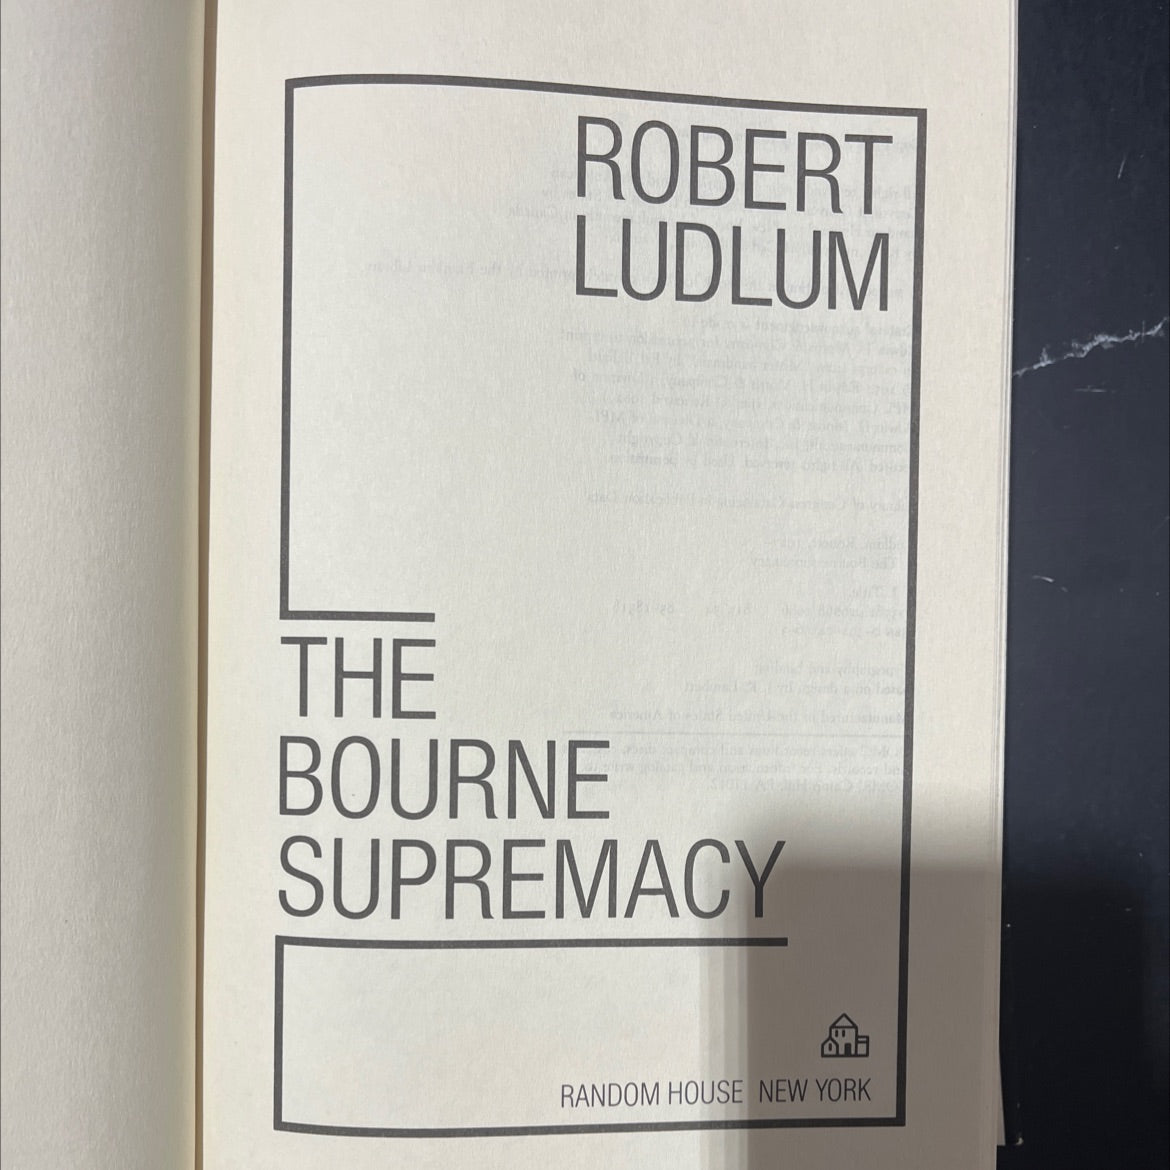 ROBERT
LUDLUM
THE
BOURNE
SUPREMACY
RANDOM HOUSE NEW YORK